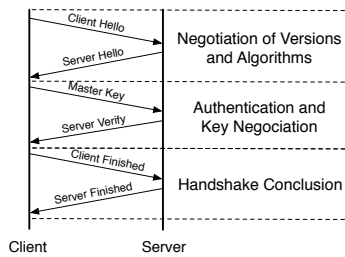 Client Hello
Server Hello
Negotiation of Versions
and Algorithms
Master Key
Server Verify
Authentication and
Key Negociation
Client Finished
Server Finished
Handshake Conclusion
Client
Server